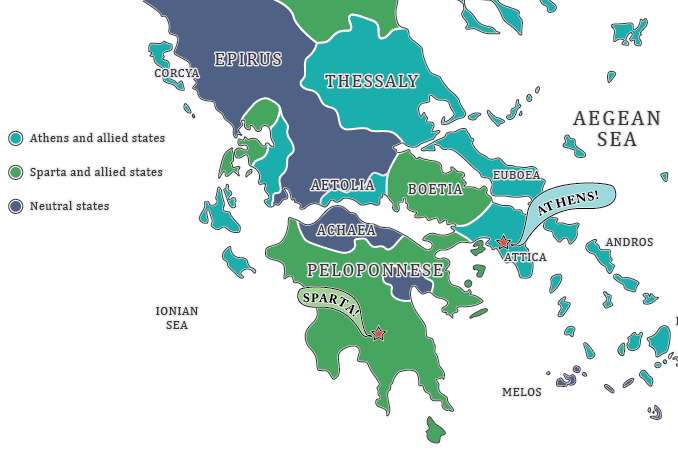 EPIRUS
CORCYA
THESSALY
AEGEAN
SEA
Athens and allied states
Sparta and allied states
Neutral states
AETOLIA
BOETIA
EUBOEA
ATHENS!
ACHAEA
ATTICA
ANDROS
PELOPONNESE
SPARTA!
IONIAN
SEA
MELOS